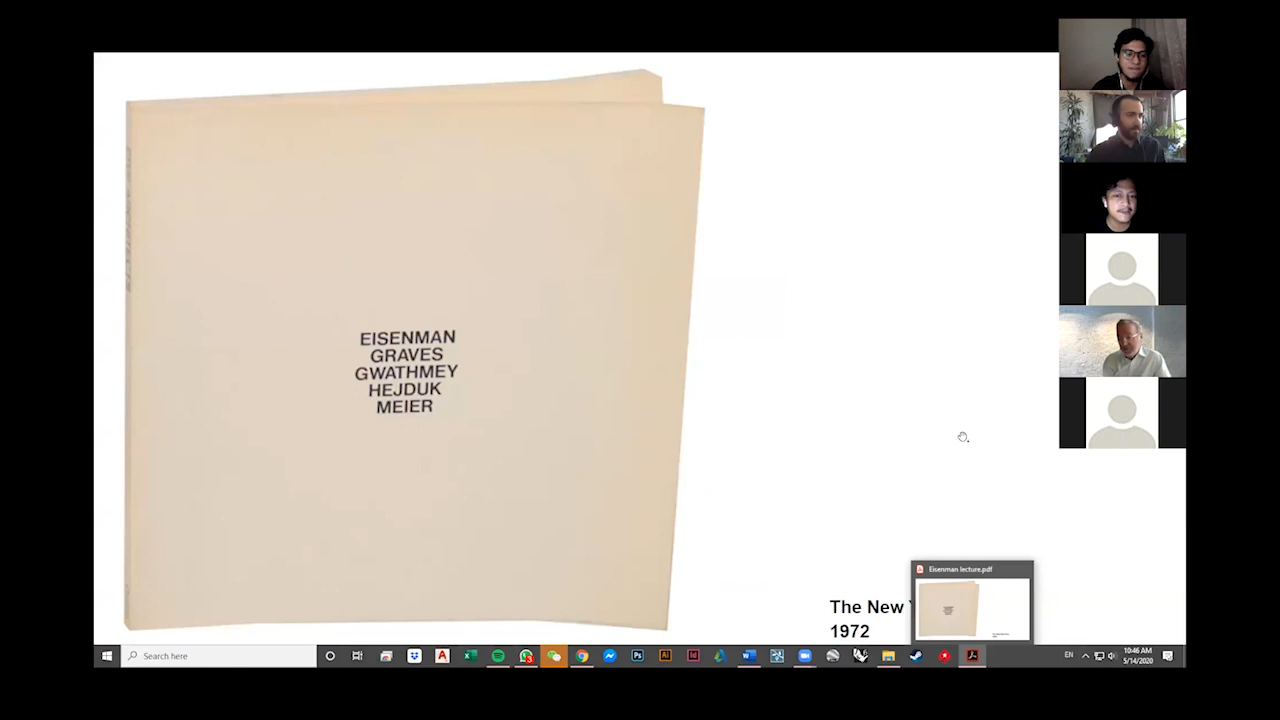 EISENMAN
GRAVES
GWATHMEY
HEJDUK
MEIER
Eisenman lecture.pdf
The New
1972
Search here
3
EN
10:46 AM
5/14/2020